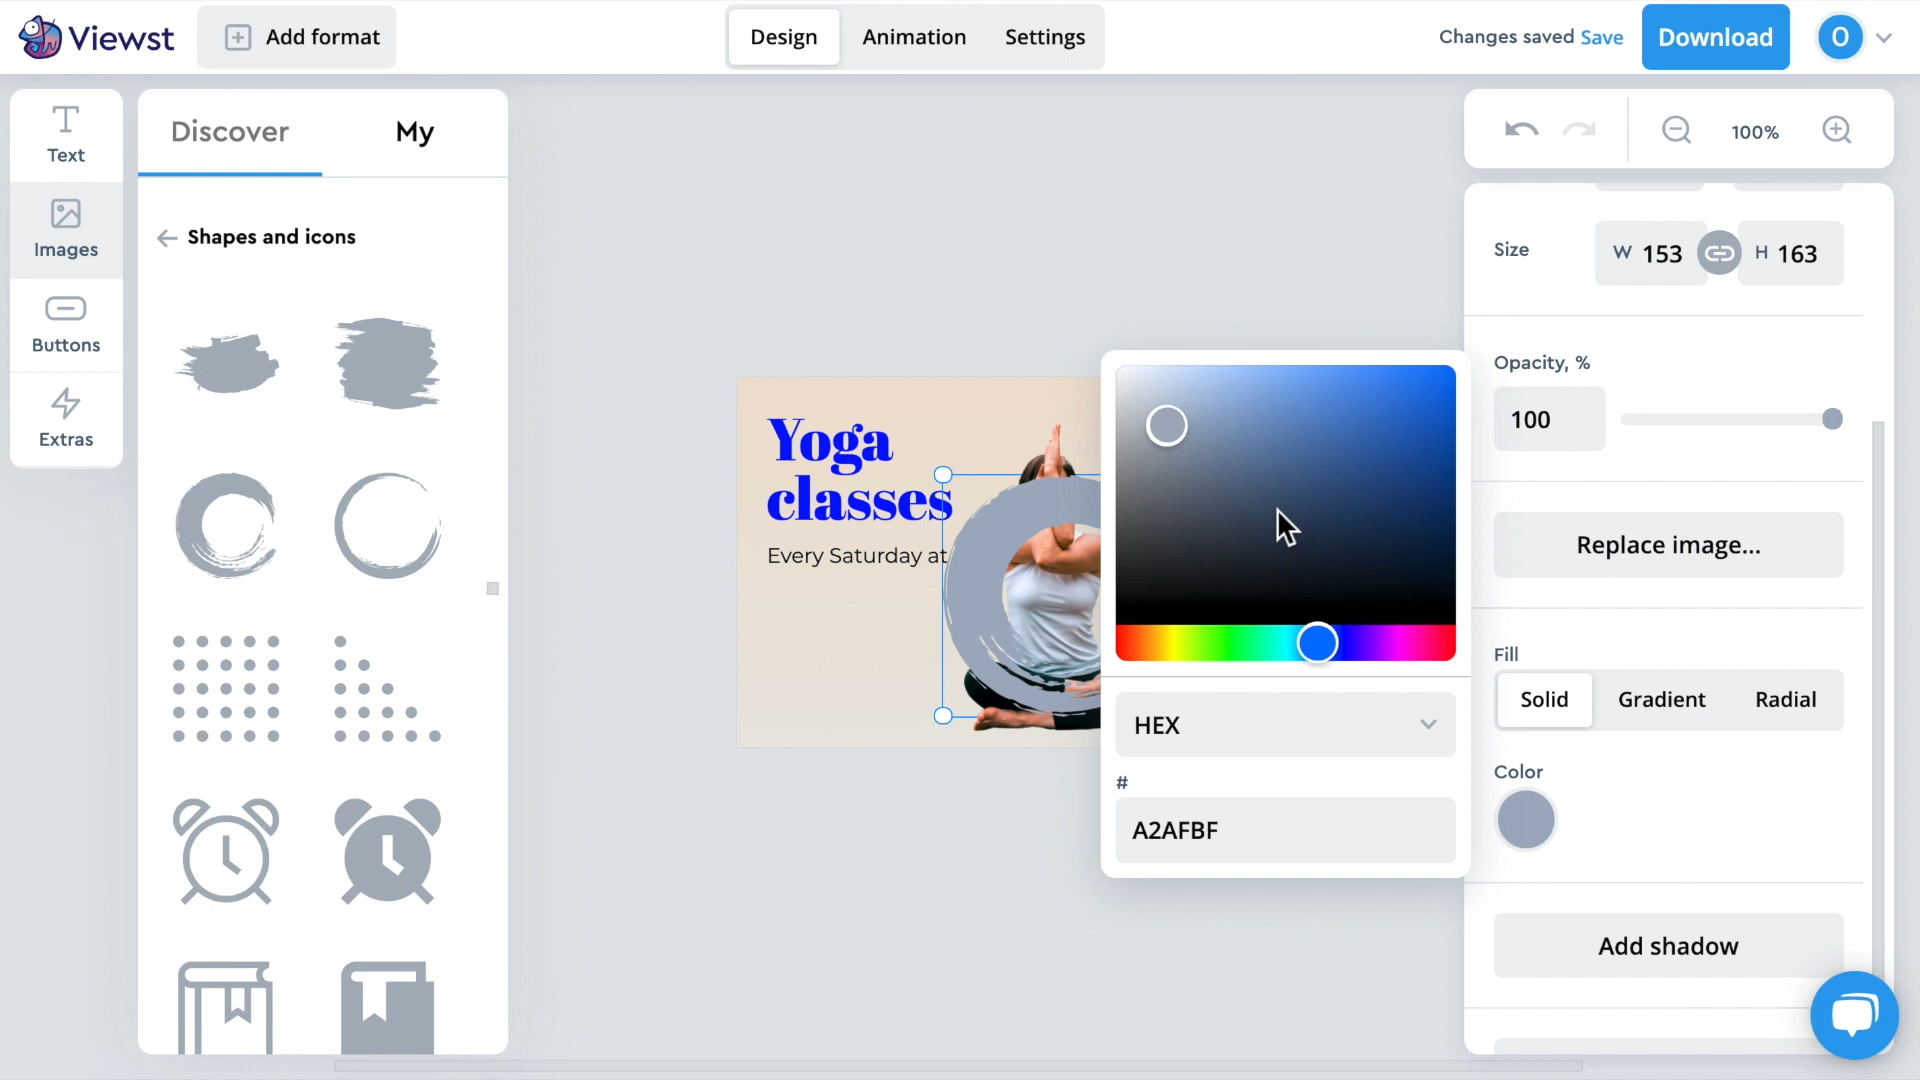 Viewst
Add format
Design
Animation
Settings
Changes saved Save
Download
O
Text
Images
Buttons
Extras
Discover
My
Shapes and icons
Yoga
classes
Every Saturday at
HEX
#
A2AFBF
100%
Size
W 153
H 163
Opacity, %
100
Replace image...
Fill
Solid
Gradient
Radial
Color
Add shadow